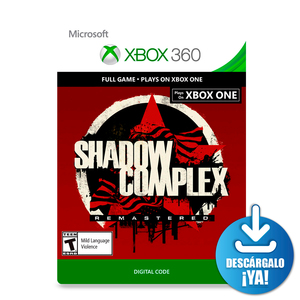 Microsoft
XBOX 360
FULL GAME • PLAYS ON XBOX ONE
Plays On XBOX ONE
SHADOW
COMPLEX
REMASTERED
T
Mild Language
Violence
DIGITAL CODE
DESCÁRGALO
¡YA!